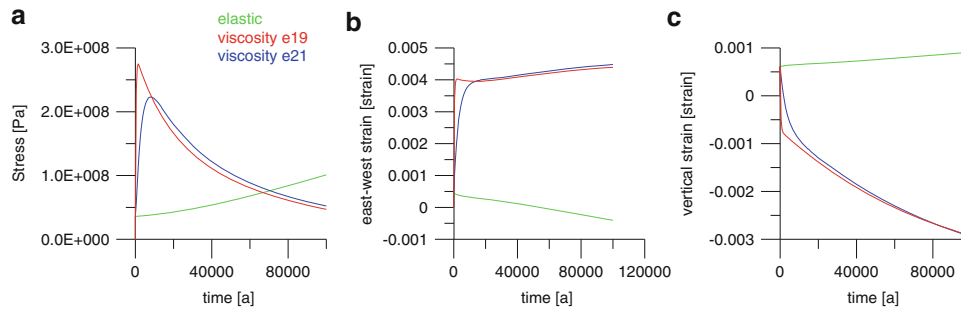 a
elastic
viscosity e19
viscosity e21
3.0E+008
2.0E+008
1.0E+008
0.0E+000
Stress [Pa]
0 40000 80000
time [a]
b
0.005
0.004
0.003
0.002
0.001
0
-0.001
east-west strain [strain]
0 40000 80000 120000
time [a]
c
0.001
0
-0.001
-0.002
-0.003
vertical strain [strain]
0 40000 80000
time [a]